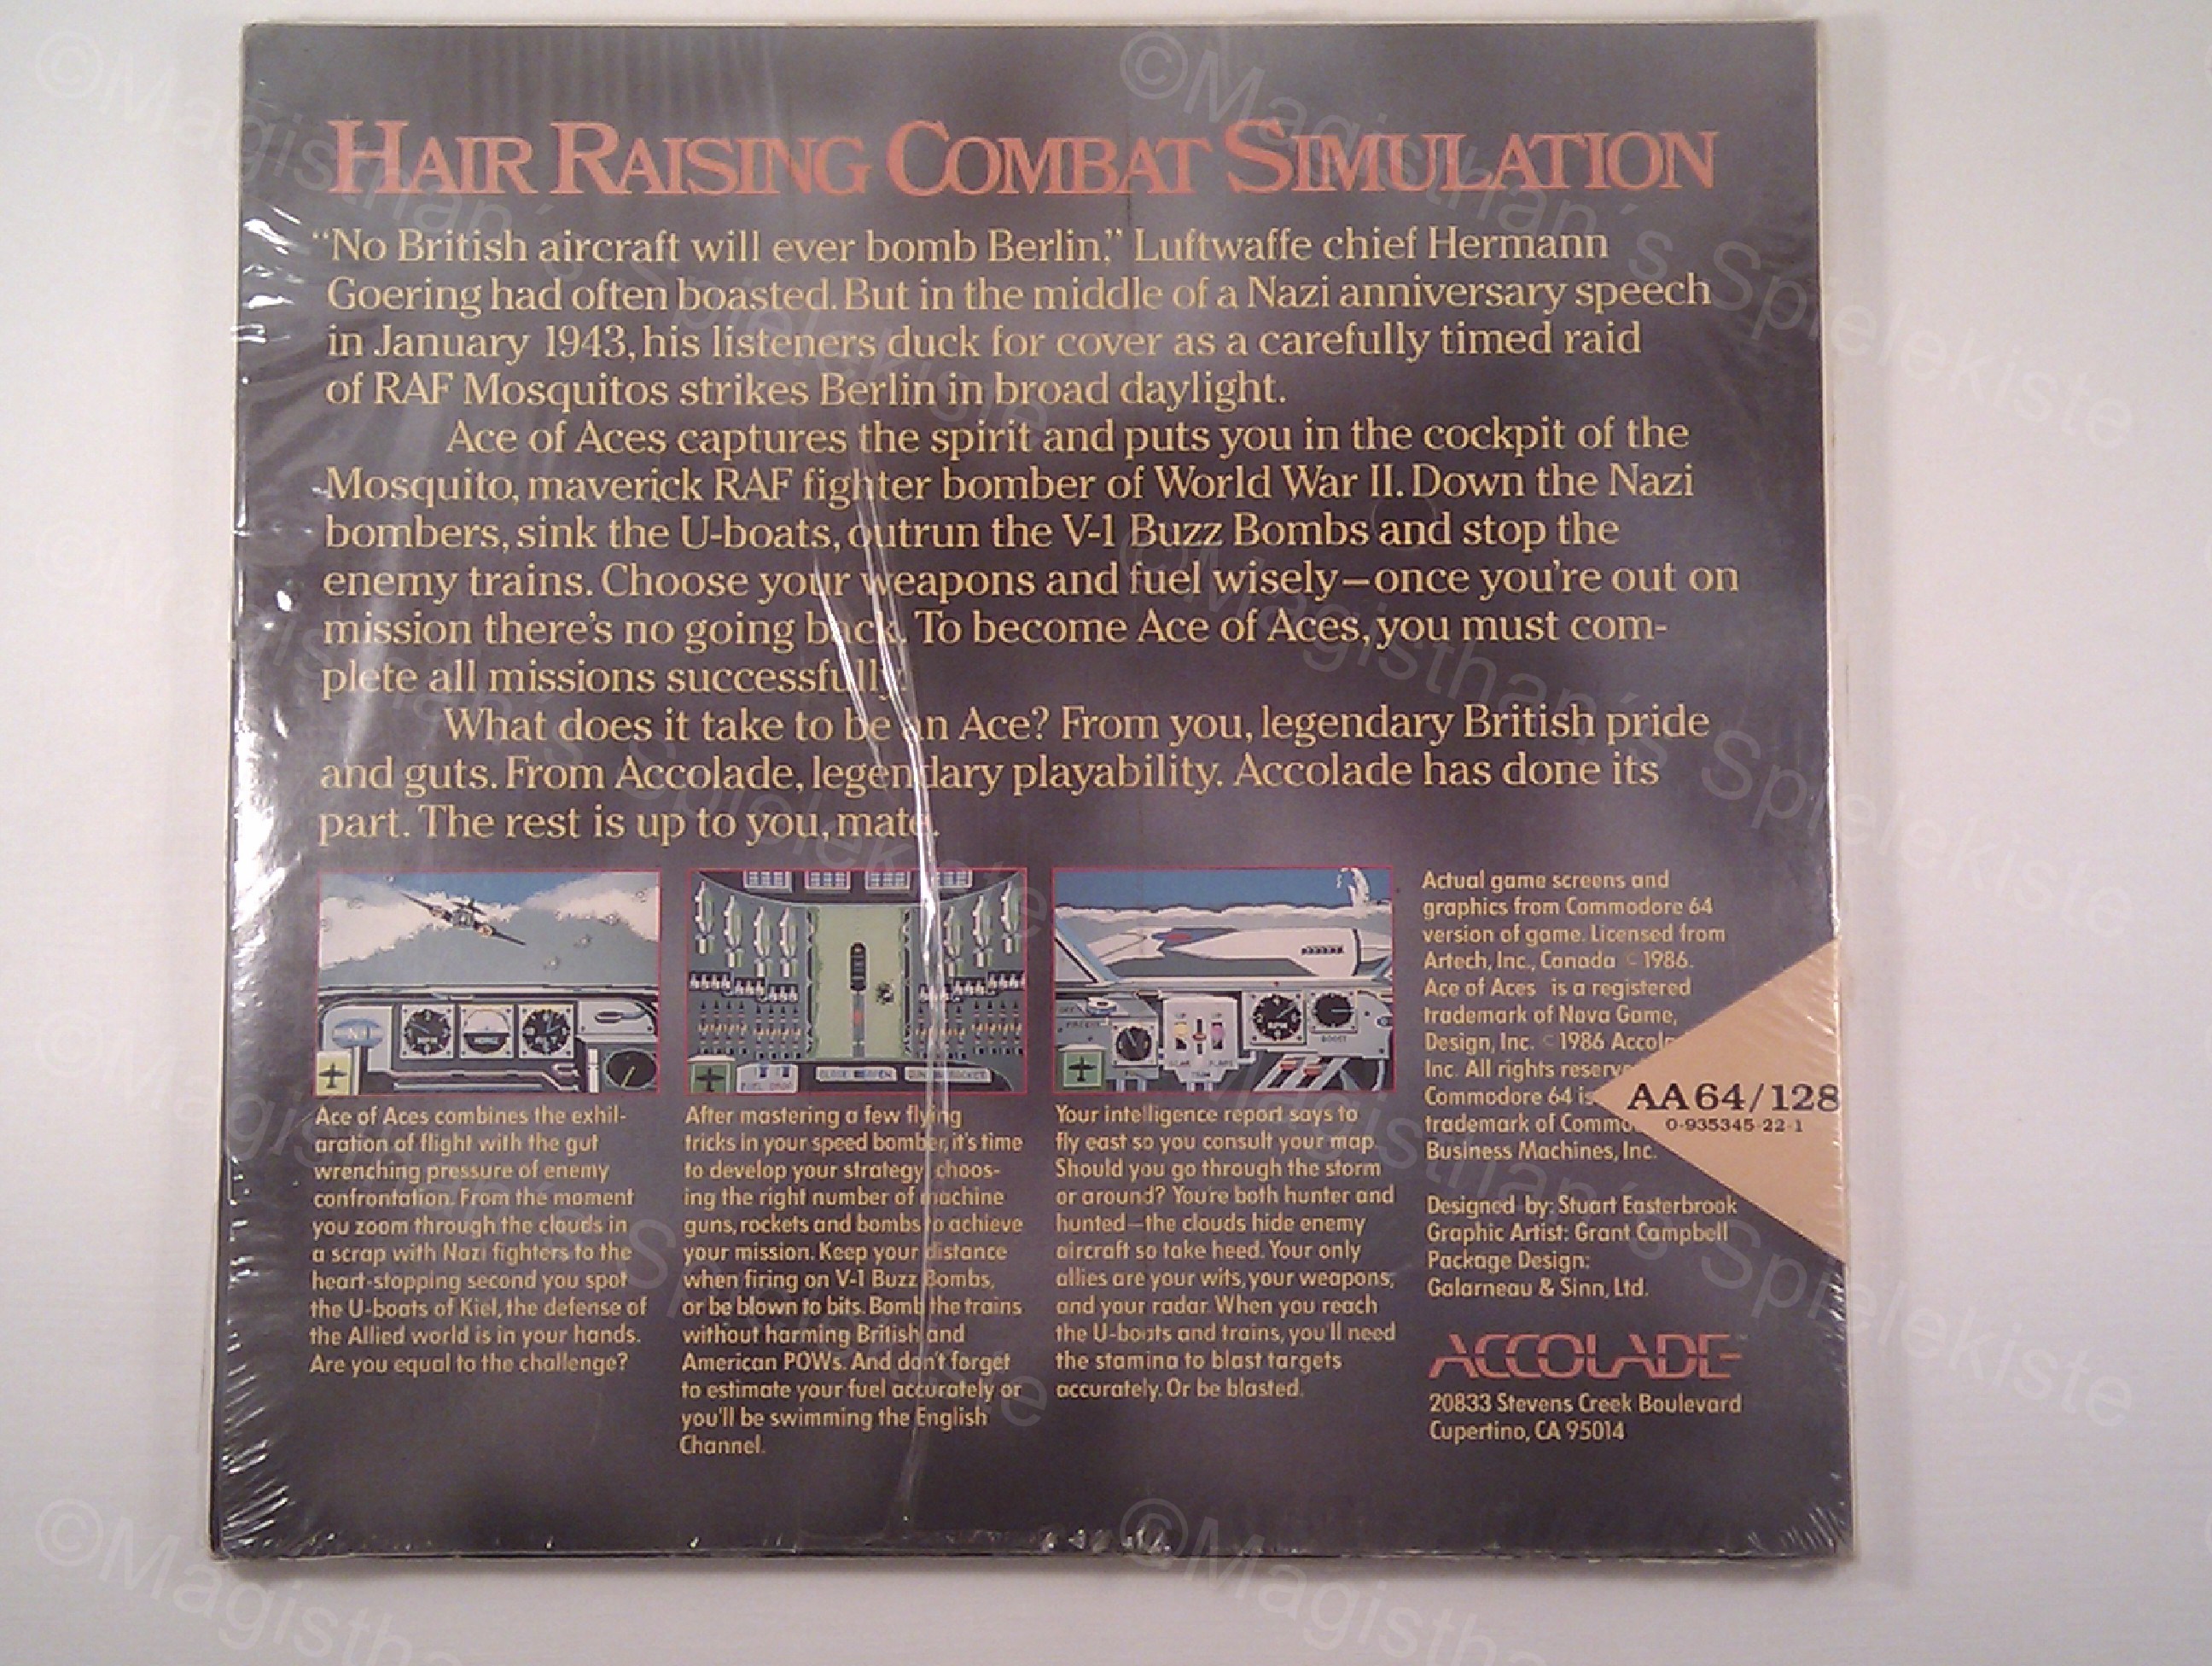 HAIR RAISING COMBAT SIMULATION
"No British aircraft will ever bomb Berlin," Luftwaffe chief Hermann
Goering had often boasted. But in the middle of a Nazi anniversary speech
in January 1943, his listeners duck for cover as a carefully timed raid
of RAF Mosquitos strikes Berlin in broad daylight.
Ace of Aces captures the spirit and puts you in the cockpit of the
Mosquito, maverick RAF fighter bomber of World War II. Down the Nazi
bombers, sink the U-boats, outrun the V-1 Buzz Bombs and stop the
enemy trains. Choose your weapons and fuel wisely—once you're out on
mission there's no going back. To become Ace of Aces, you must com-
plete all missions successfully!
What does it take to be an Ace? From you, legendary British pride
and guts. From Accolade, legendary playability. Accolade has done its
part. The rest is up to you, mate.
Ace of Aces combines the exhil-
aration of flight with the gut
wrenching pressure of enemy
confrontation. From the moment
you zoom through the clouds in
a scrap with Nazi fighters to the
heart-stopping second you spot
the U-boats of Kiel, the defense of
the Allied world is in your hands.
Are you equal to the challenge?
After mastering a few flying
tricks in your speed bomber, it's time
to develop your strategy, choos-
ing the right number of machine
guns, rockets and bombs to achieve
your mission. Keep your distance
when firing on V-1 Buzz Bombs,
or be blown to bits. Bomb the trains
without harming British and
American POWs. And don't forget
to estimate your fuel accurately or
you'll be swimming the English
Channel.
Your intelligence report says to
fly east so you consult your map.
Should you go through the storm
or around? You're both hunter and
hunted—the clouds hide enemy
aircraft so take heed. Your only
allies are your wits, your weapons,
and your radar. When you reach
the U-boats and trains, you'll need
the stamina to blast targets
accurately. Or be blasted.
Actual game screens and
graphics from Commodore 64
version of game. Licensed from
Artech, Inc., Canada © 1986.
Ace of Aces is a registered
trademark of Nova Game,
Design, Inc. © 1986 Accol
Inc. All rights reserve
Commodore 64 is
trademark of Commo
Business Machines, Inc.
AA64/128
0-935345-22-1
Designed by: Stuart Easterbrook
Graphic Artist: Grant Campbell
Package Design:
Galarneau & Sinn, Ltd.
ACCOLADE
20833 Stevens Creek Boulevard
Cupertino, CA 95014
©Magisthan´s Spielekiste